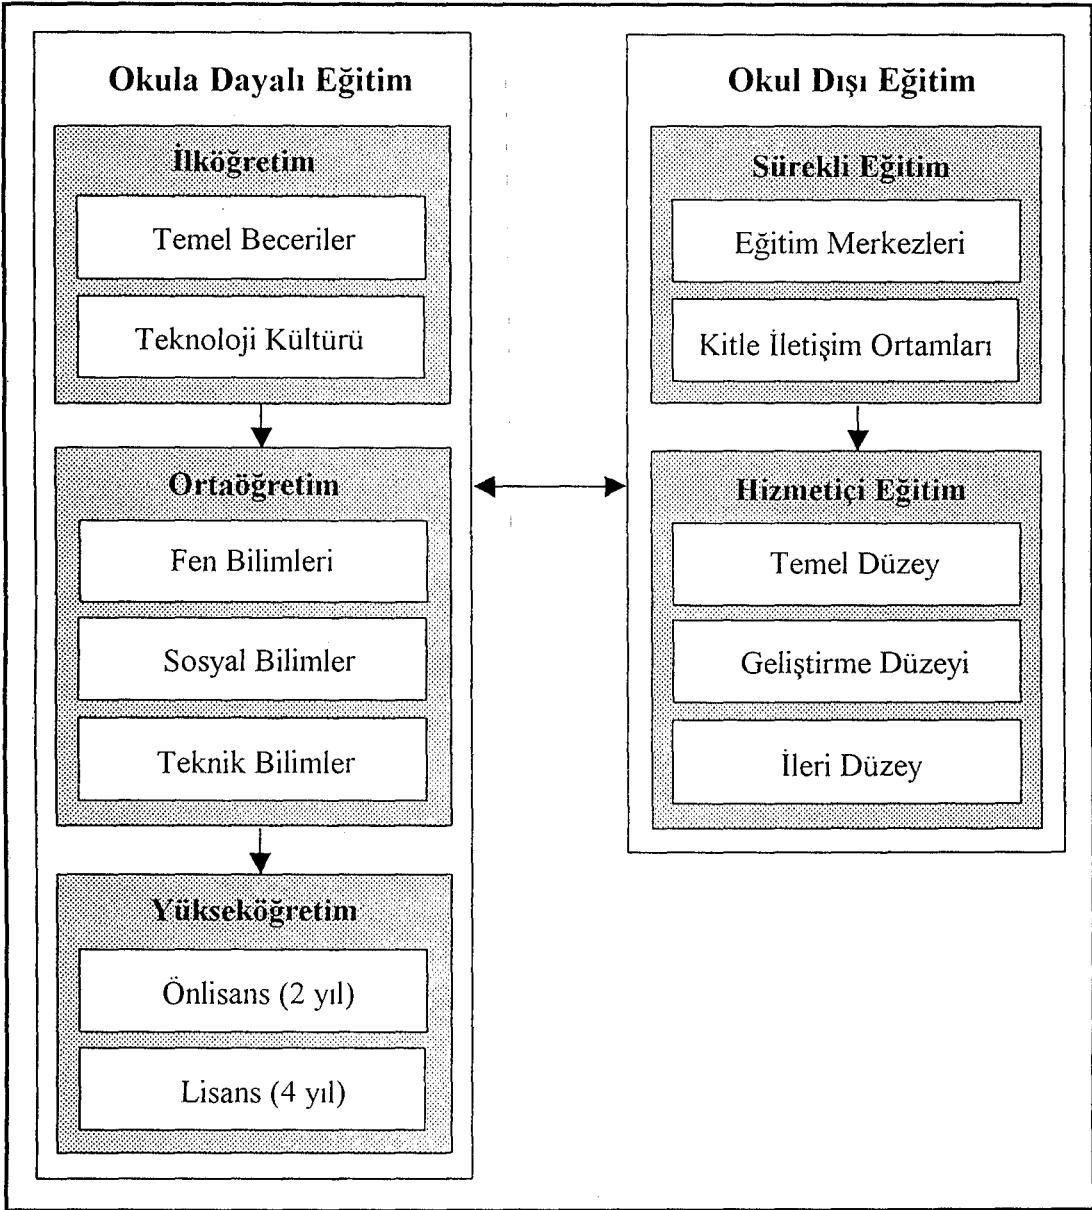 Okula Dayalı Eğitim
İlköğretim
Temel Beceriler
Teknoloji Kültürü
Ortaöğretim
Fen Bilimleri
Sosyal Bilimler
Teknik Bilimler
Yükseköğretim
Önlisans (2 yıl)
Lisans (4 yıl)
Okul Dışı Eğitim
Sürekli Eğitim
Eğitim Merkezleri
Kitle İletişim Ortamları
Hizmetiçi Eğitim
Temel Düzey
Geliştirme Düzeyi
İleri Düzey